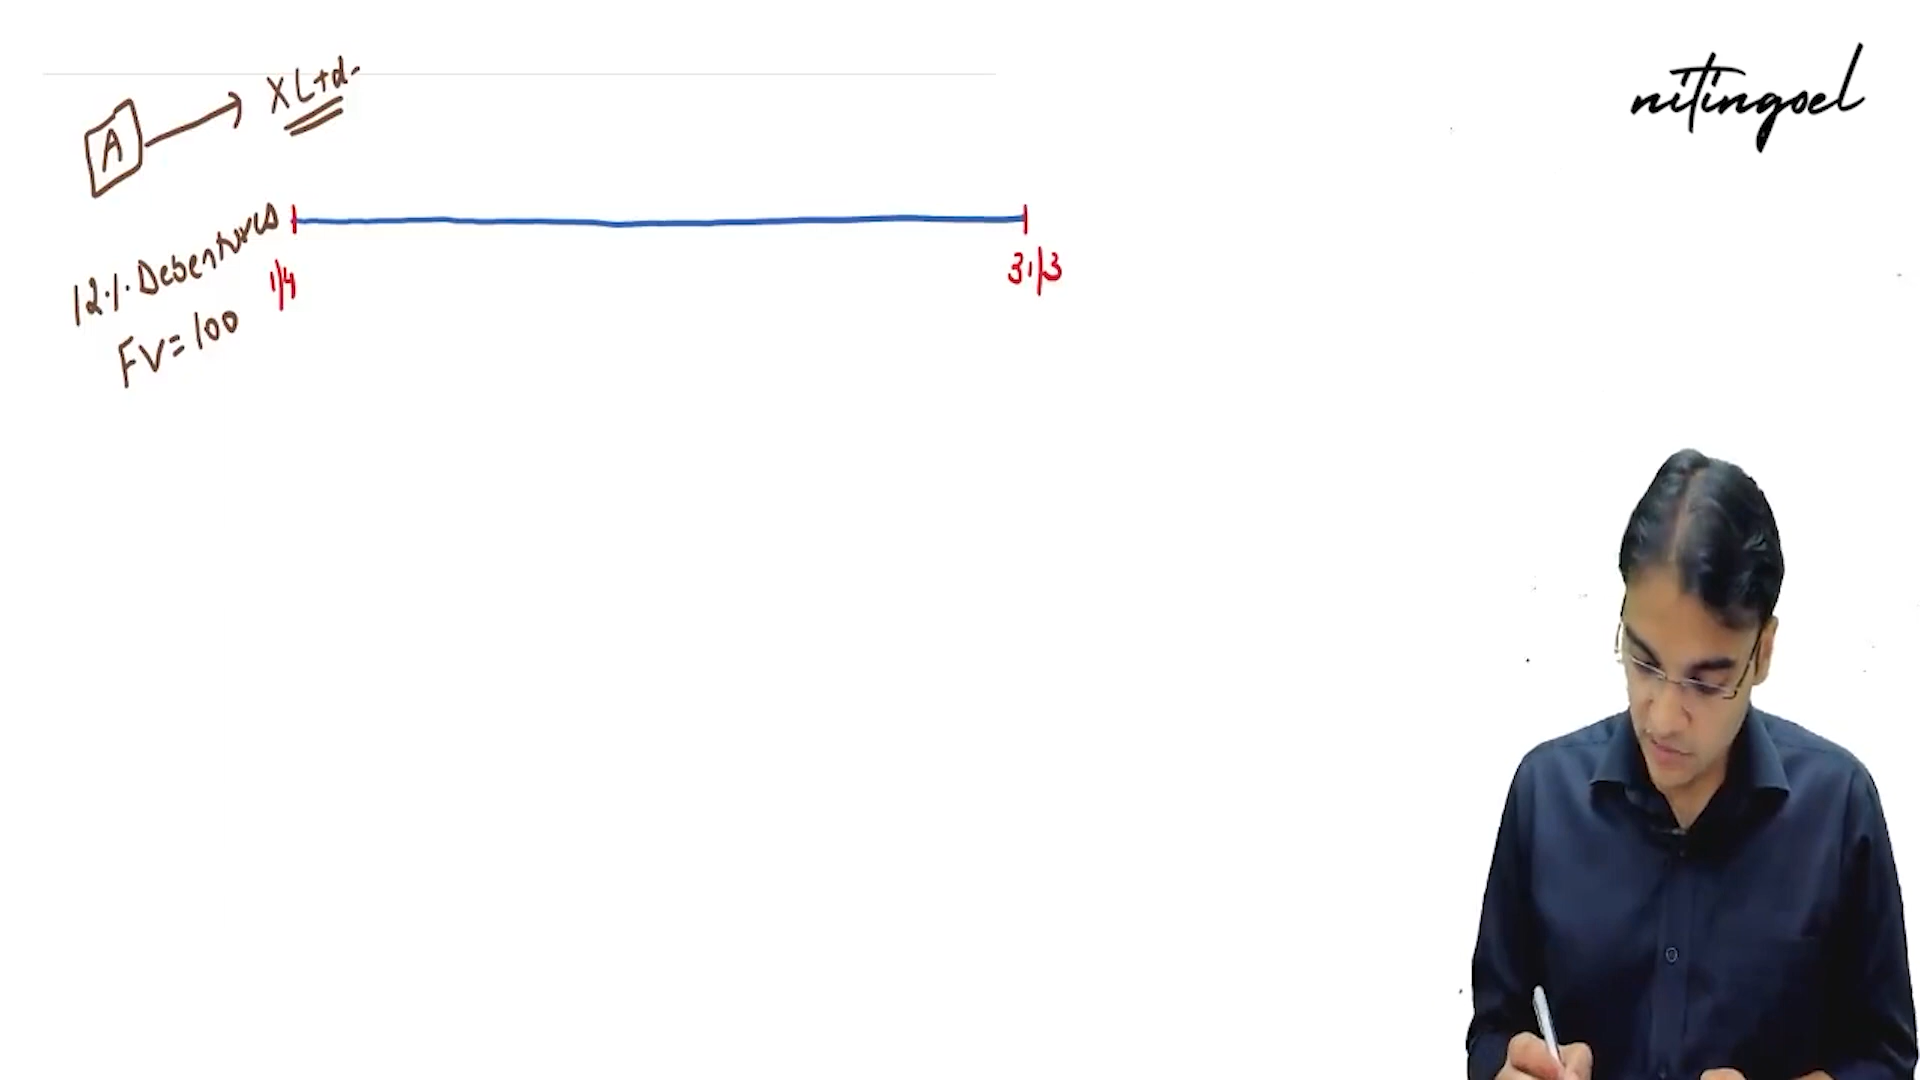 A → X Ltd.
nitingoel
12% Debentures
FV = 100
1/4
31/3